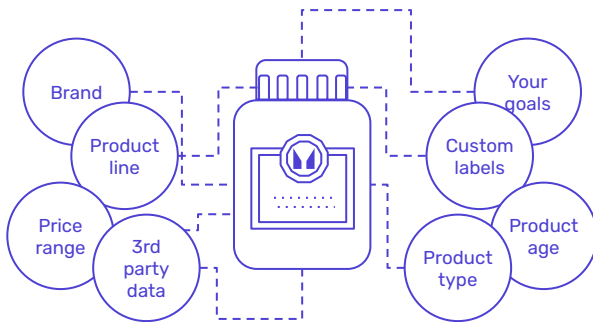 Brand
Product
line
Price
range
3rd
party
data
Your
goals
Custom
labels
Product
age
Product
type